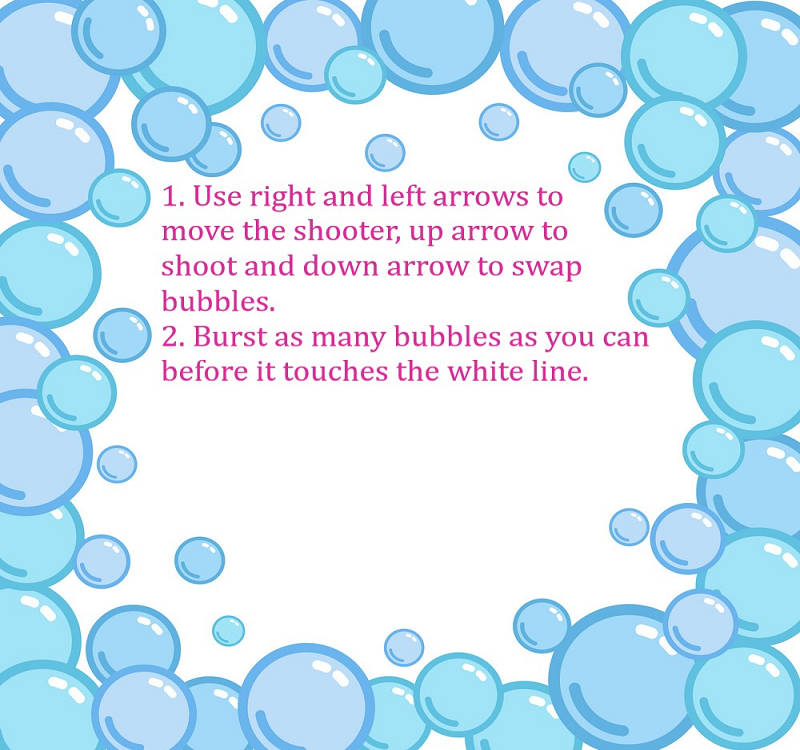 1. Use right and left arrows to
move the shooter, up arrow to
shoot and down arrow to swap
bubbles.
2. Burst as many bubbles as you can
before it touches the white line.